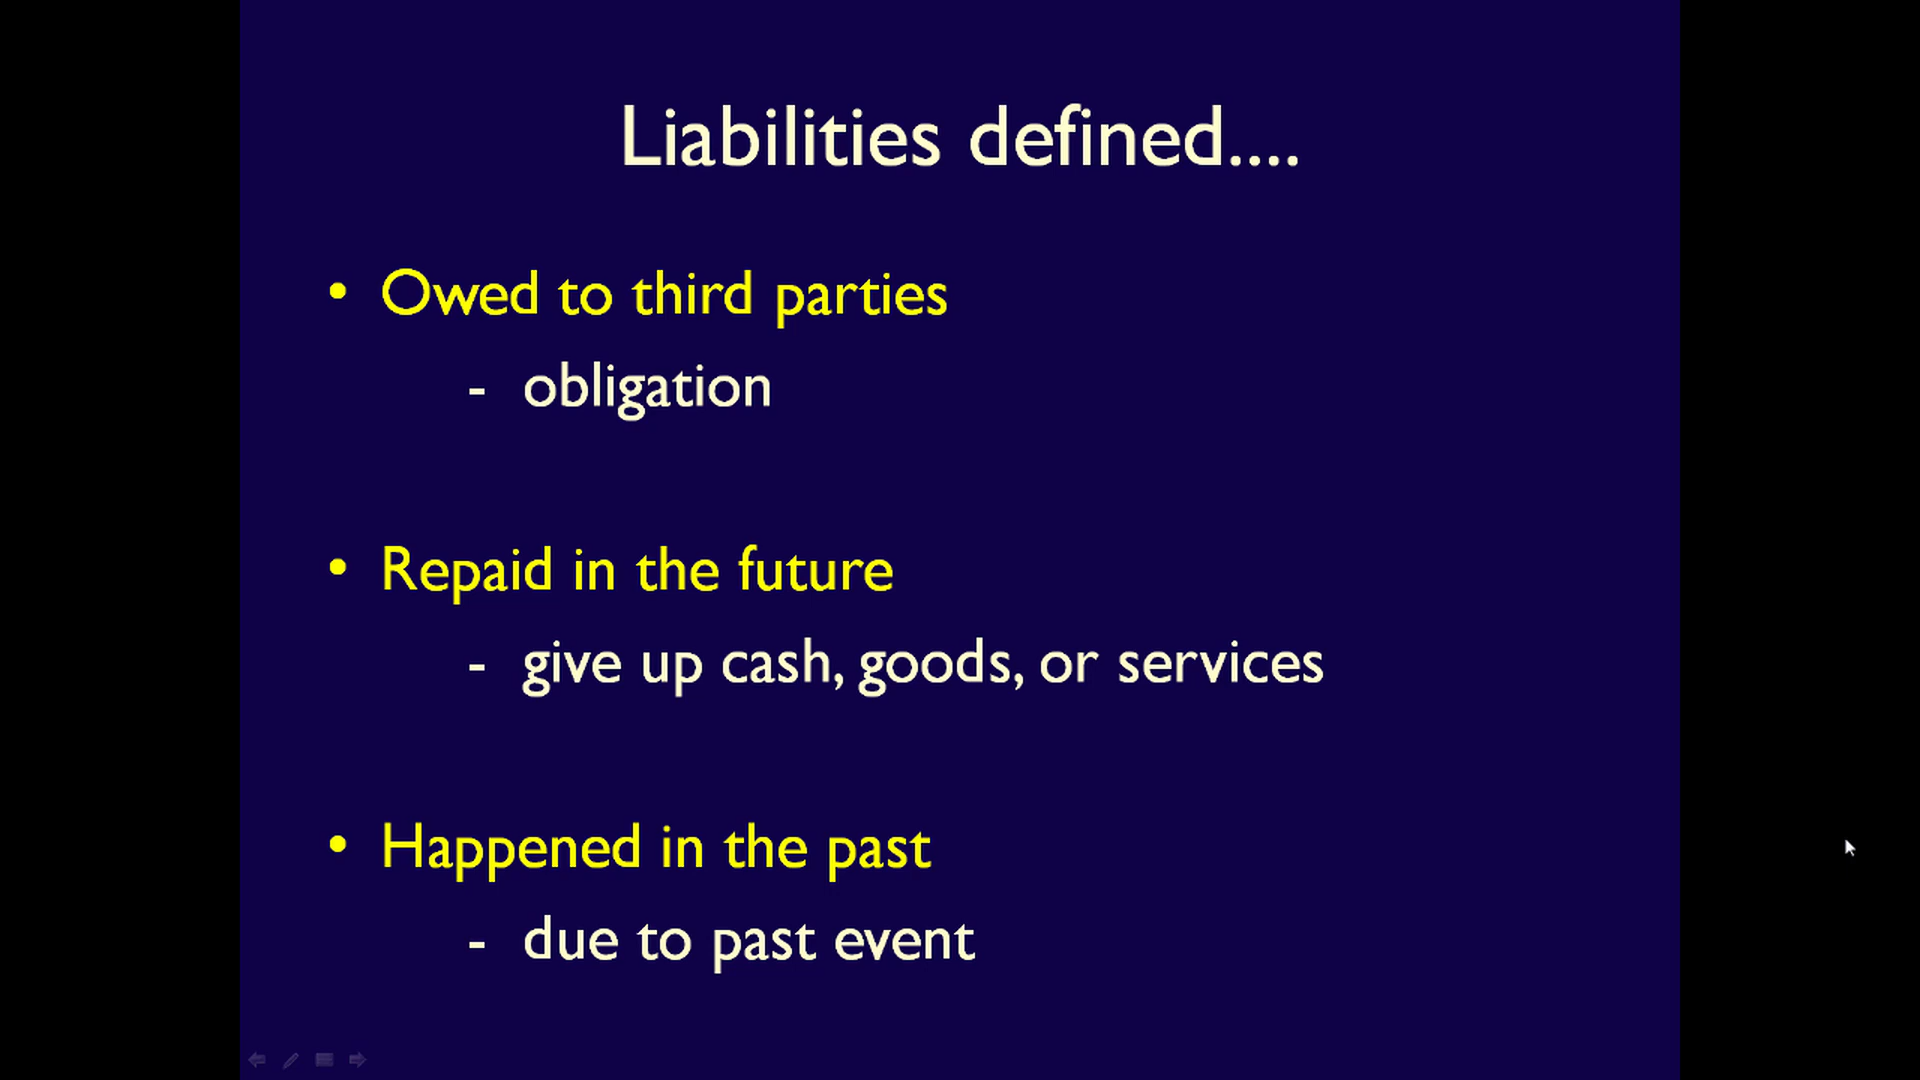 Liabilities defined....
• Owed to third parties
- obligation
• Repaid in the future
- give up cash, goods, or services
• Happened in the past
- due to past event